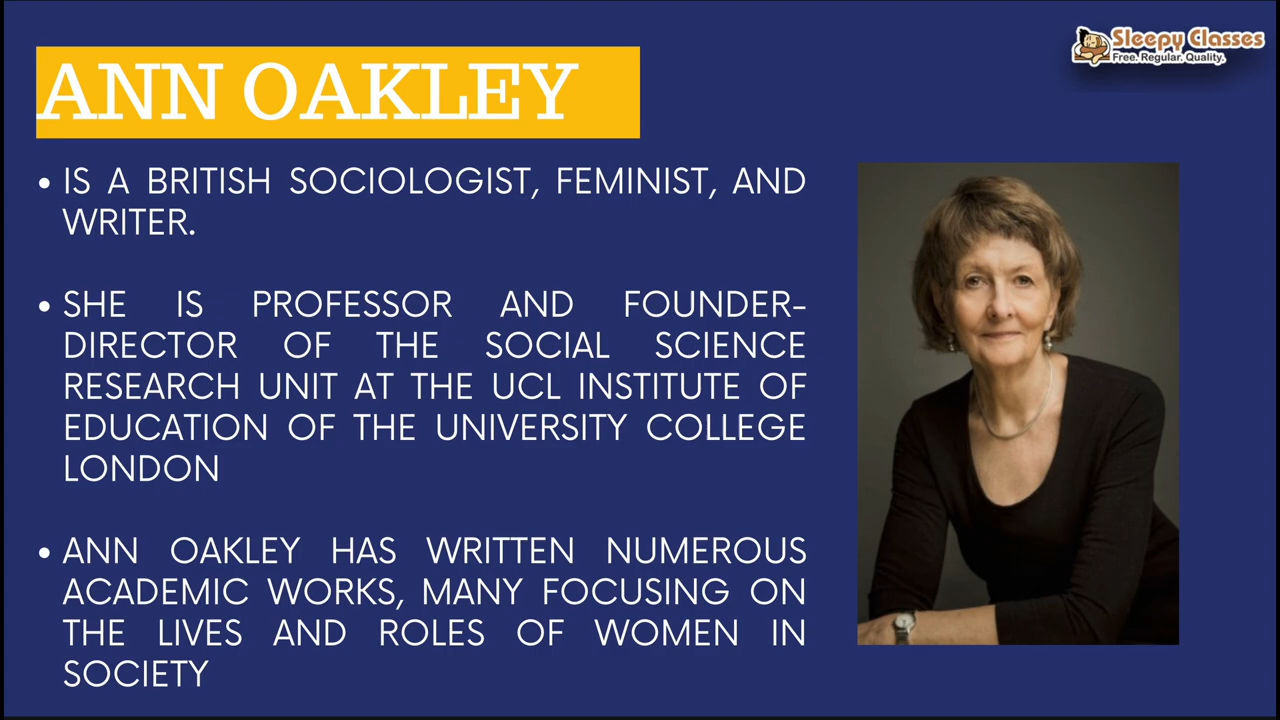 Sleepy Classes
Free. Regular. Quality.
ANN OAKLEY
• IS A BRITISH SOCIOLOGIST, FEMINIST, AND
WRITER.
• SHE IS PROFESSOR AND FOUNDER-
DIRECTOR OF THE SOCIAL SCIENCE
RESEARCH UNIT AT THE UCL INSTITUTE OF
EDUCATION OF THE UNIVERSITY COLLEGE
LONDON
• ANN OAKLEY HAS WRITTEN NUMEROUS
ACADEMIC WORKS, MANY FOCUSING ON
THE LIVES AND ROLES OF WOMEN IN
SOCIETY